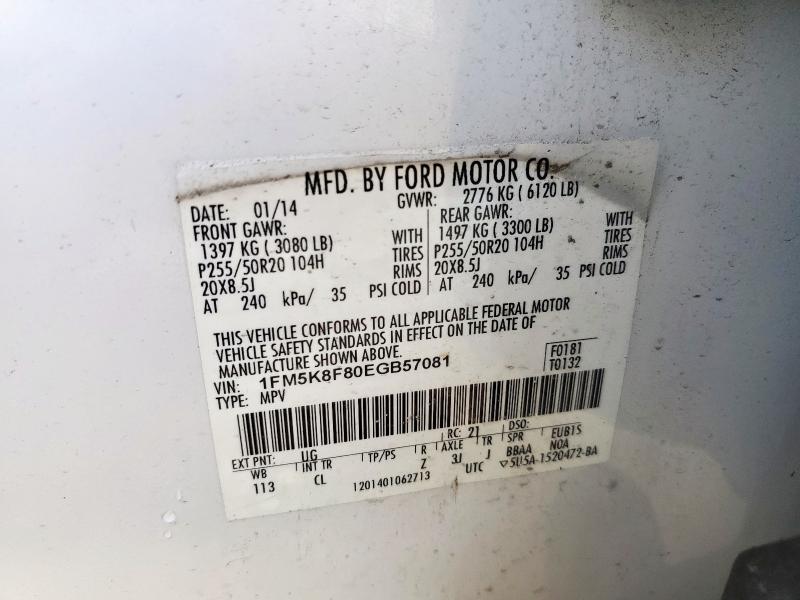 MFD. BY FORD MOTOR CO.
DATE: 01/14 GVWR: 2776 KG ( 6120 LB)
FRONT GAWR: REAR GAWR:
1397 KG ( 3080 LB) WITH 1497 KG ( 3300 LB) WITH
P255/50R20 104H TIRES P255/50R20 104H TIRES
20X8.5J RIMS 20X8.5J RIMS
AT 240 kPa/ 35 PSI COLD AT 240 kPa/ 35 PSI COLD
THIS VEHICLE CONFORMS TO ALL APPLICABLE FEDERAL MOTOR
VEHICLE SAFETY STANDARDS IN EFFECT ON THE DATE OF
MANUFACTURE SHOWN ABOVE.
VIN: 1FM5K8F80EGB57081 F0181
TYPE: MPV T0132
EXT PNT: UG RC: 21 DSO:
WB INT TR TP/PS R AXLE TR SPR EUB1S
113 CL Z 3J J BBAA NOA
1201401062713 UTC ▽5U5A-1520472-BA